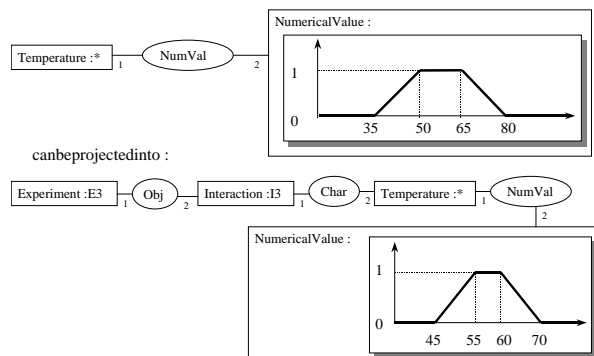 NumericalValue :
Temperature :* 1 NumVal 2
1
0
35 50 65 80
canbeprojectedinto :
Experiment :E3 1 Obj 2 Interaction :I3 1 Char 2 Temperature :* 1 NumVal
2
NumericalValue :
1
0
45 55 60 70